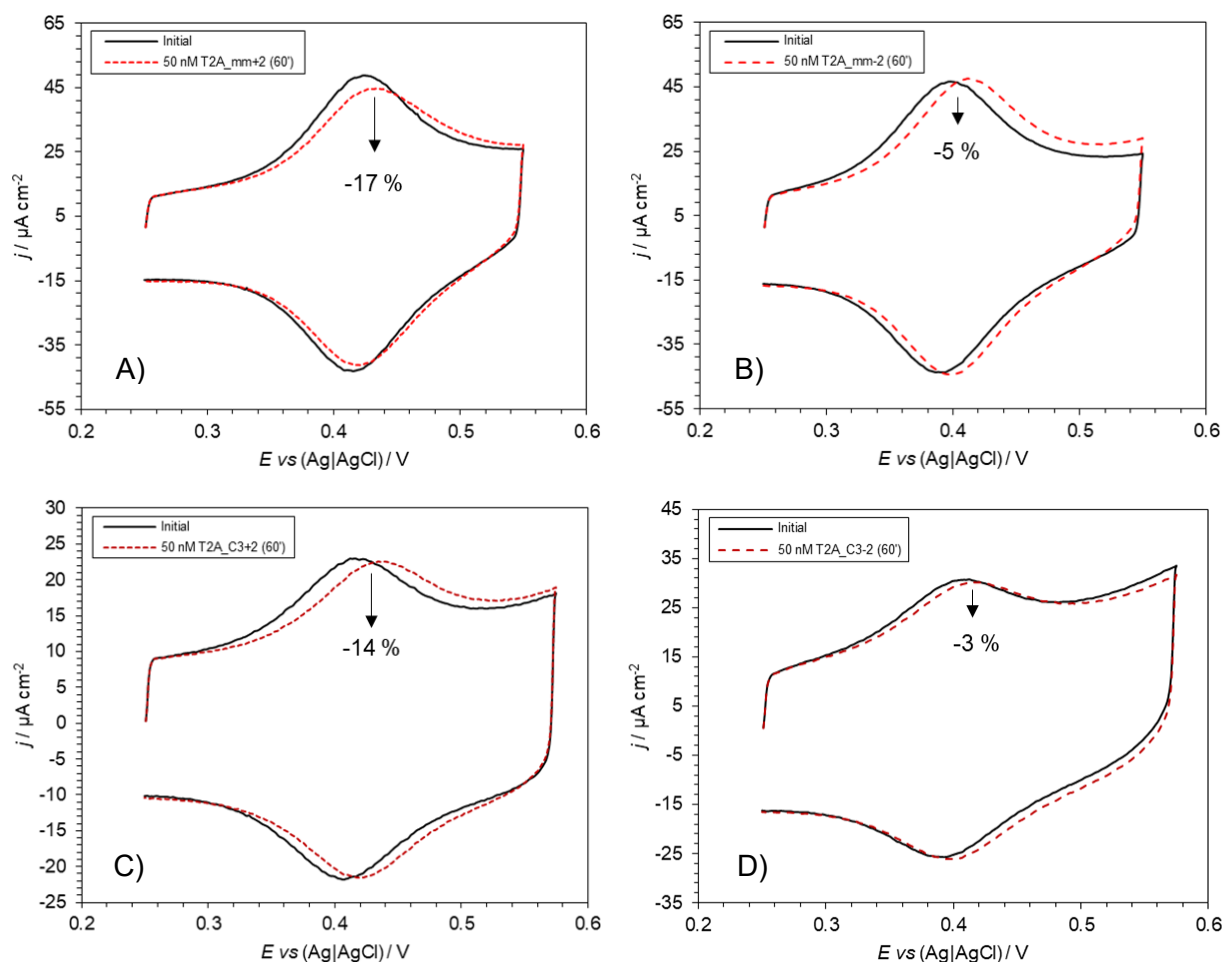 65
45
25
5
-15
-35
-55
j / µA cm-2
Initial
50 nM T2A_mm+2 (60')
-17 %
A)
0.2 0.3 0.4 0.5 0.6
E vs (Ag|AgCl) / V
65
45
25
5
-15
-35
-55
j / µA cm-2
Initial
50 nM T2A_mm-2 (60')
-5 %
B)
0.2 0.3 0.4 0.5 0.6
E vs (Ag|AgCl) / V
30
25
20
15
10
5
0
-5
-10
-15
-20
-25
j / µA cm-2
Initial
50 nM T2A_C3+2 (60')
-14 %
C)
0.2 0.3 0.4 0.5 0.6
E vs (Ag|AgCl) / V
45
35
25
15
5
-5
-15
-25
-35
j / µA cm-2
Initial
50 nM T2A_C3-2 (60')
-3 %
D)
0.2 0.3 0.4 0.5 0.6
E vs (Ag|AgCl) / V